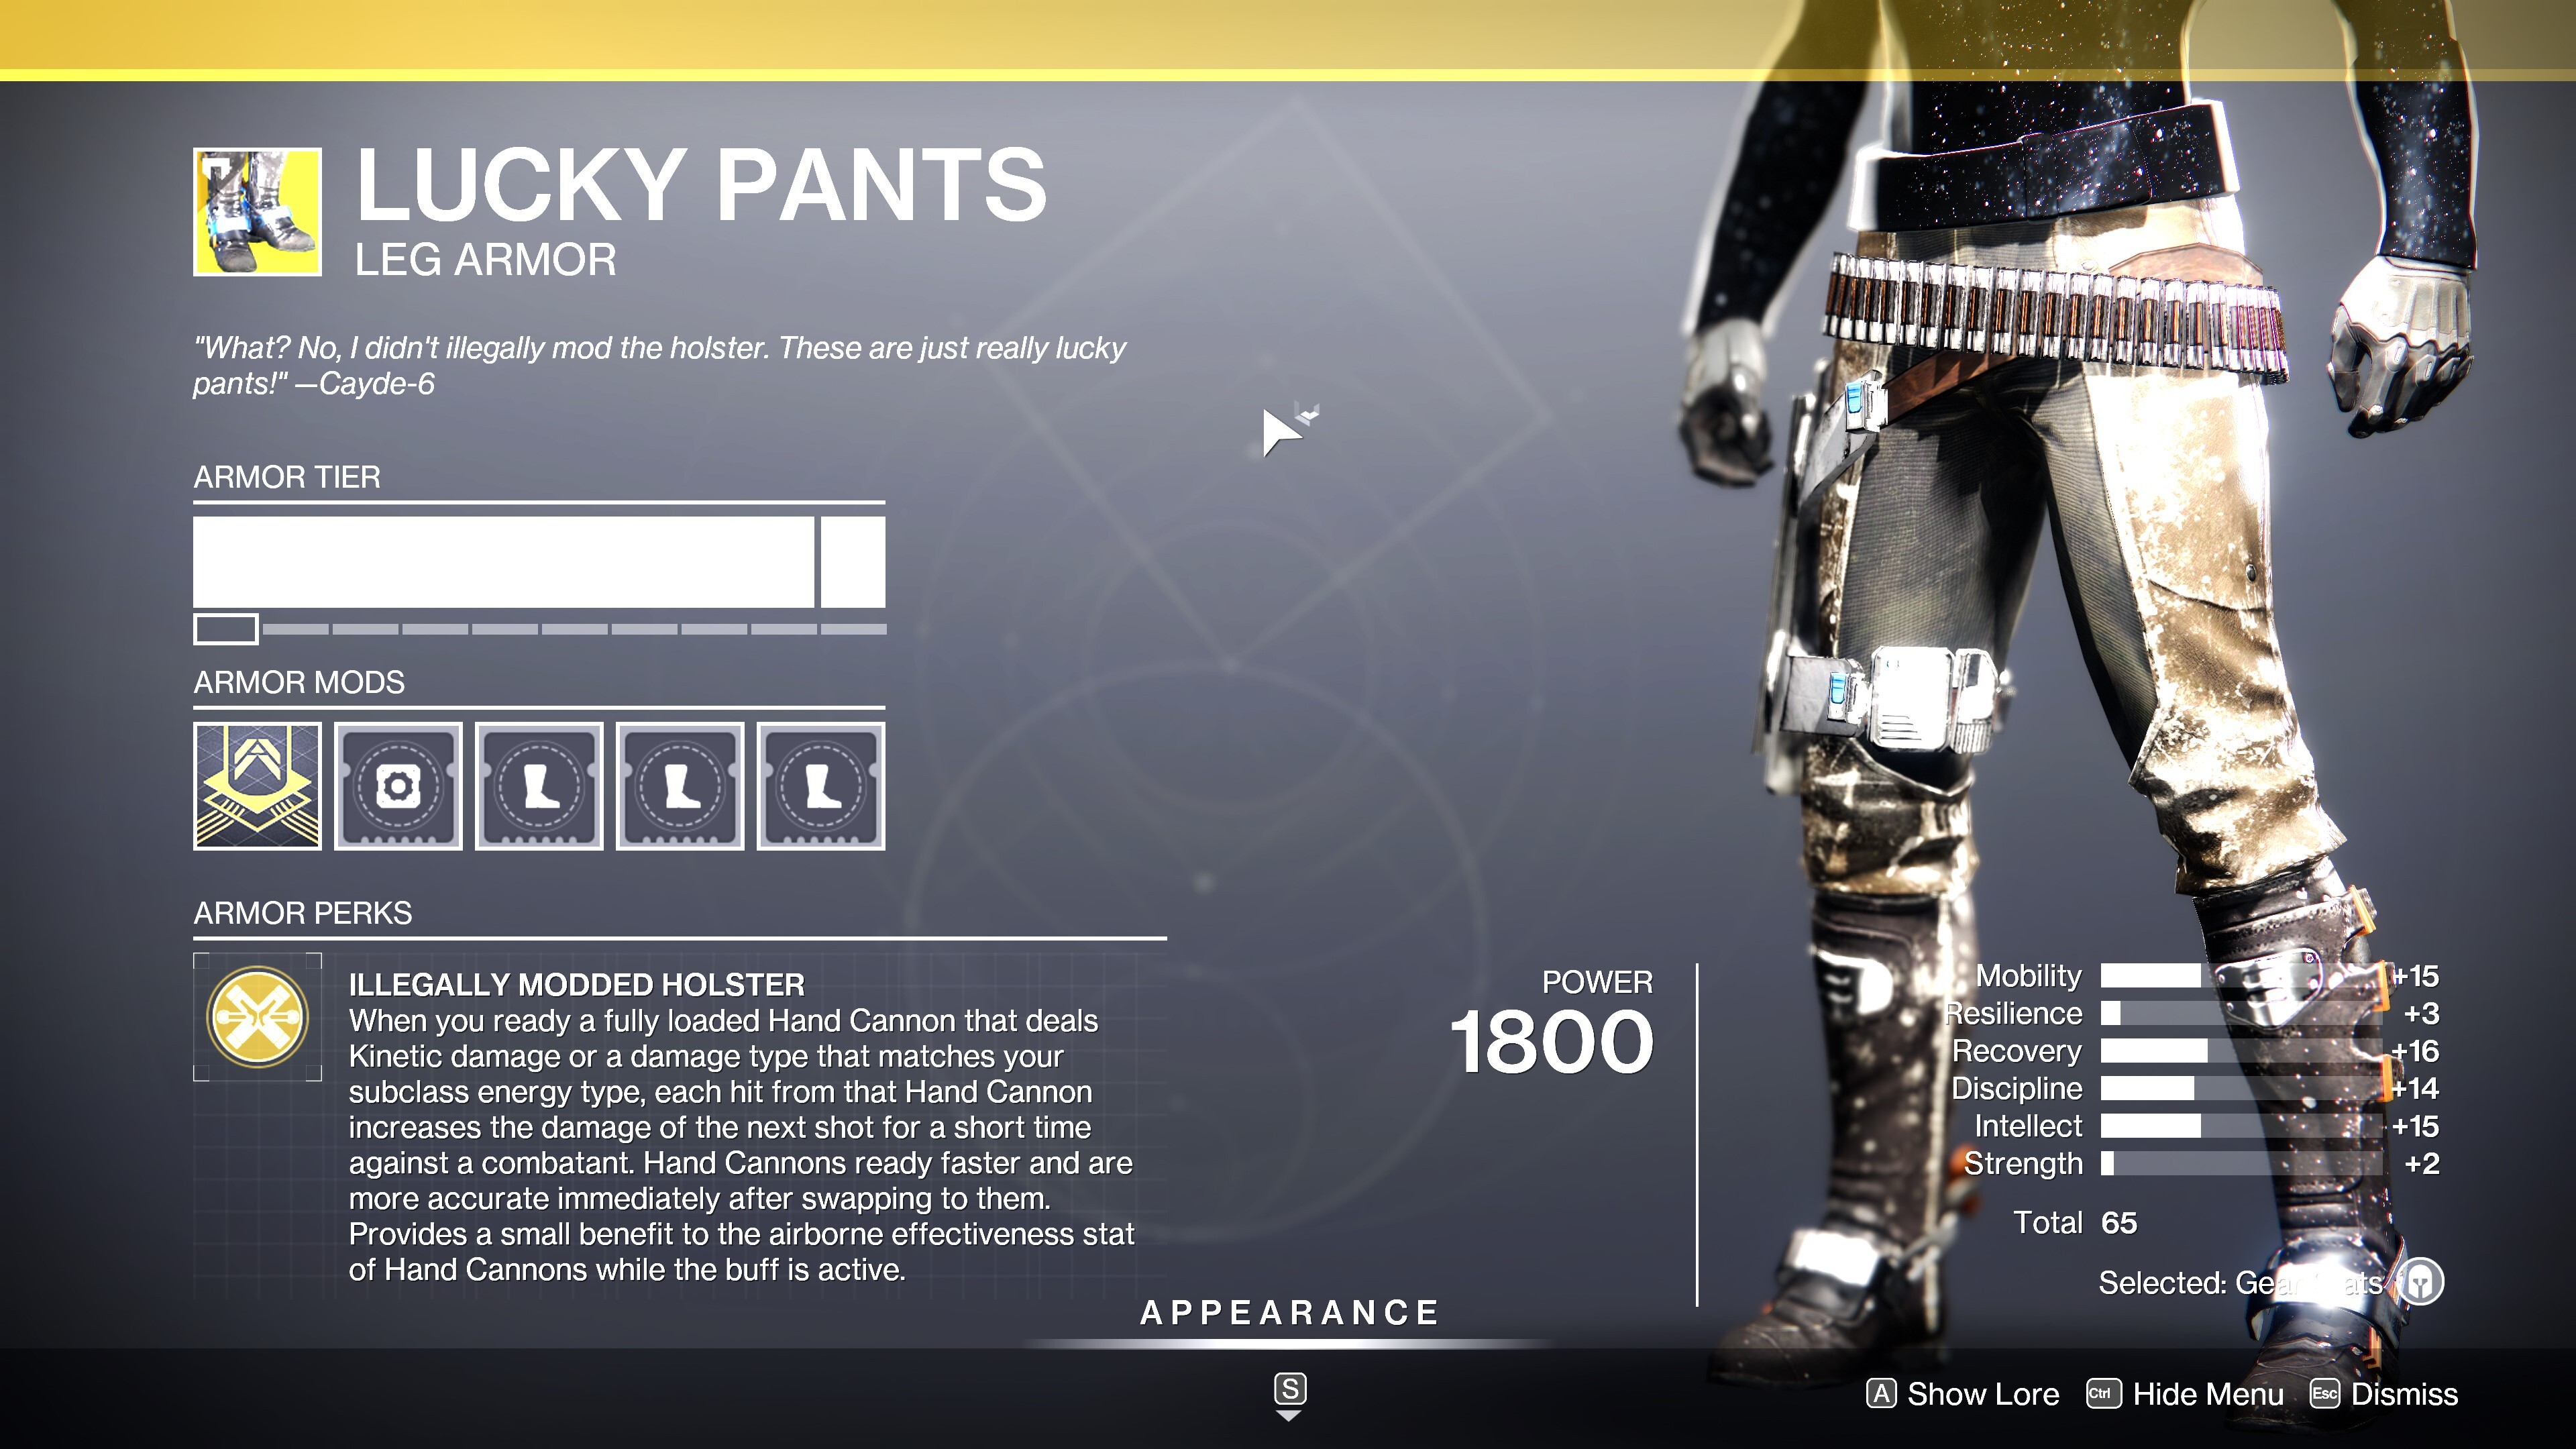 LUCKY PANTS
LEG ARMOR
"What? No, I didn't illegally mod the holster. These are just really lucky
pants!" —Cayde-6
ARMOR TIER
ARMOR MODS
ARMOR PERKS
ILLEGALLY MODDED HOLSTER
When you ready a fully loaded Hand Cannon that deals
Kinetic damage or a damage type that matches your
subclass energy type, each hit from that Hand Cannon
increases the damage of the next shot for a short time
against a combatant. Hand Cannons ready faster and are
more accurate immediately after swapping to them.
Provides a small benefit to the airborne effectiveness stat
of Hand Cannons while the buff is active.
POWER
1800
Mobility +15
Resilience +3
Recovery +16
Discipline +14
Intellect +15
Strength +2
Total 65
Selected:
APPEARANCE
S
A Show Lore Ctrl Hide Menu Esc Dismiss